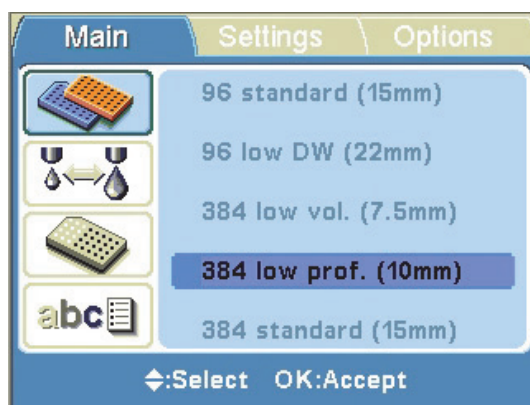 Main Settings Options
96 standard (15mm)
96 low DW (22mm)
384 low vol. (7.5mm)
384 low prof. (10mm)
384 standard (15mm)
abc
:Select OK:Accept